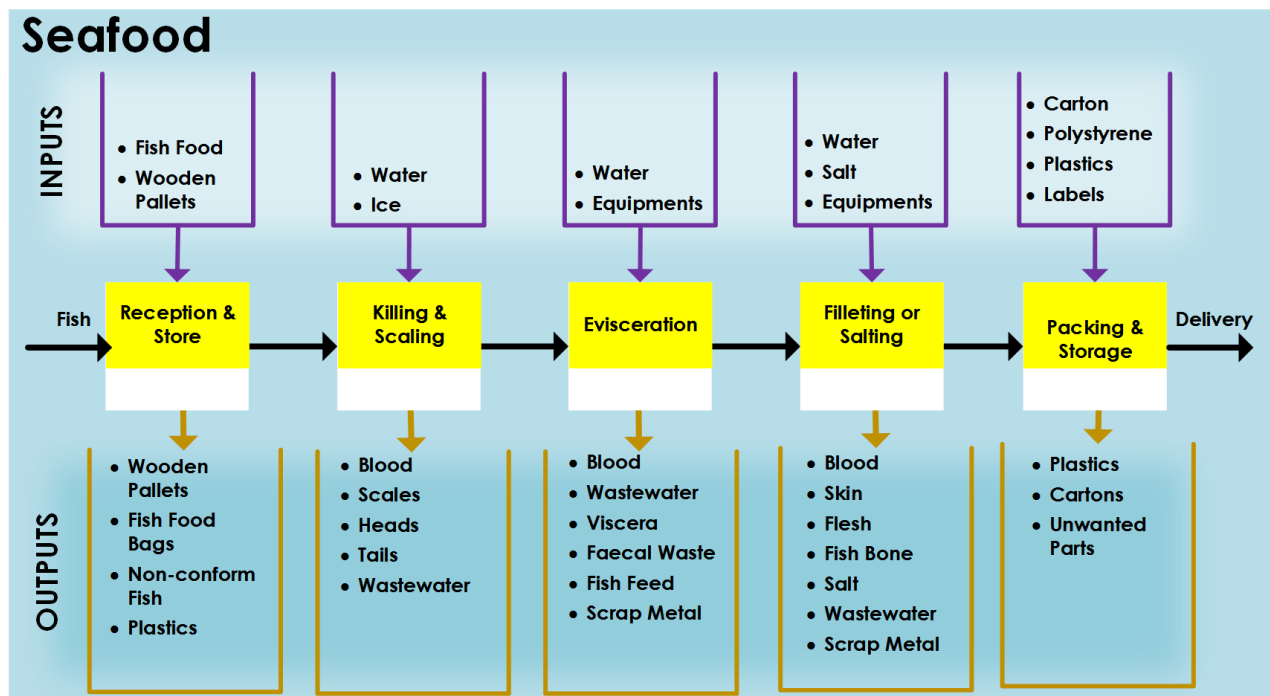 Seafood
INPUTS
• Fish Food
• Wooden
Pallets
• Water
• Ice
• Water
• Equipments
• Water
• Salt
• Equipments
• Carton
• Polystyrene
• Plastics
• Labels
Fish
Reception &
Store
Killing &
Scaling
Evisceration
Filleting or
Salting
Packing &
Storage
Delivery
OUTPUTS
• Wooden
Pallets
• Fish Food
Bags
• Non-conform
Fish
• Plastics
• Blood
• Scales
• Heads
• Tails
• Wastewater
• Blood
• Wastewater
• Viscera
• Faecal Waste
• Fish Feed
• Scrap Metal
• Blood
• Skin
• Flesh
• Fish Bone
• Salt
• Wastewater
• Scrap Metal
• Plastics
• Cartons
• Unwanted
Parts